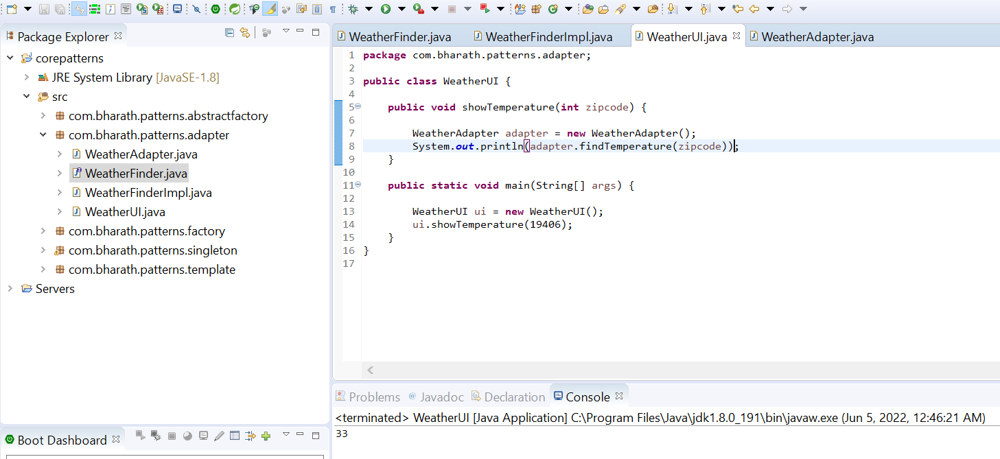 Package Explorer
corepatterns
JRE System Library [JavaSE-1.8]
src
com.bharath.patterns.abstractfactory
com.bharath.patterns.adapter
WeatherAdapter.java
WeatherFinder.java
WeatherFinderImpl.java
WeatherUI.java
com.bharath.patterns.factory
com.bharath.patterns.singleton
com.bharath.patterns.template
Servers
Boot Dashboard
WeatherFinder.java WeatherFinderImpl.java WeatherUI.java WeatherAdapter.java
1 package com.bharath.patterns.adapter;
2
3 public class WeatherUI {
4
5 public void showTemperature(int zipcode) {
6
7 WeatherAdapter adapter = new WeatherAdapter();
8 System.out.println(adapter.findTemperature(zipcode));
9 }
10
11 public static void main(String[] args) {
12
13 WeatherUI ui = new WeatherUI();
14 ui.showTemperature(19406);
15 }
16 }
17
Problems @ Javadoc Declaration Console
<terminated> WeatherUI [Java Application] C:\Program Files\Java\jdk1.8.0_191\bin\javaw.exe (Jun 5, 2022, 12:46:21 AM)
33